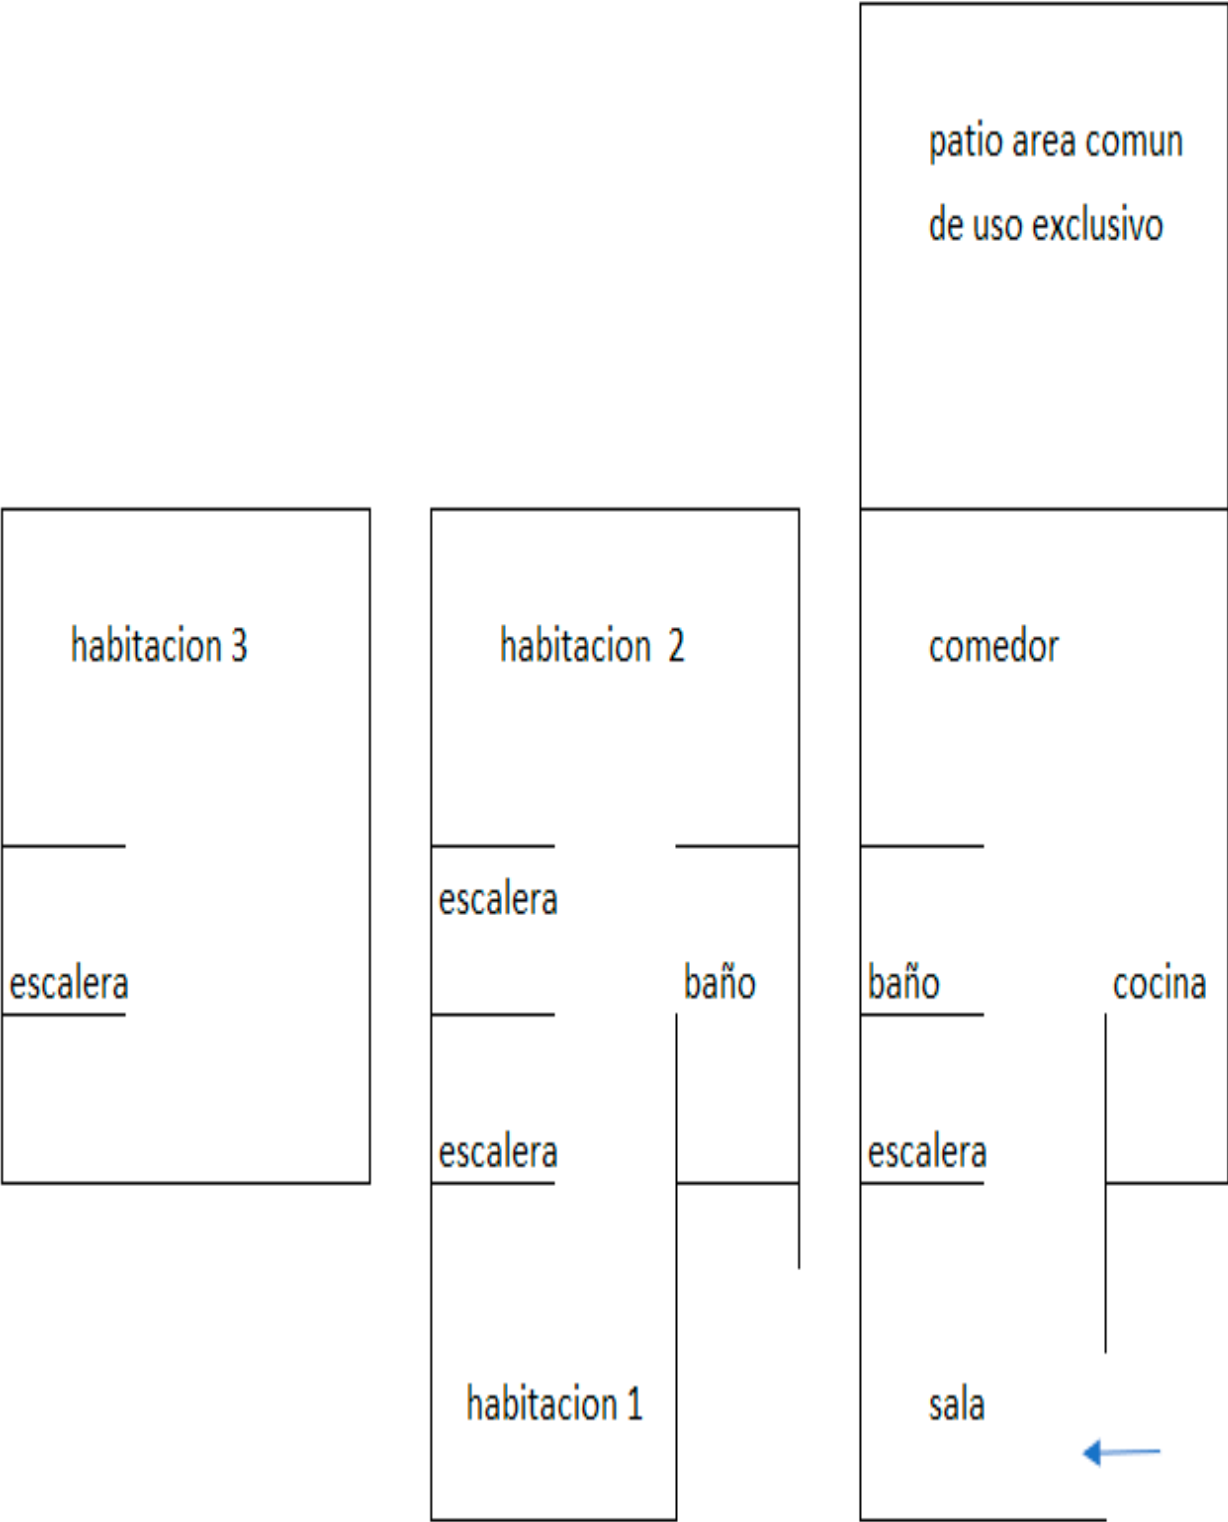 patio area comun
de uso exclusivo
habitacion 3
habitacion 2
comedor
escalera
escalera
baño
baño
cocina
escalera
escalera
habitacion 1
sala